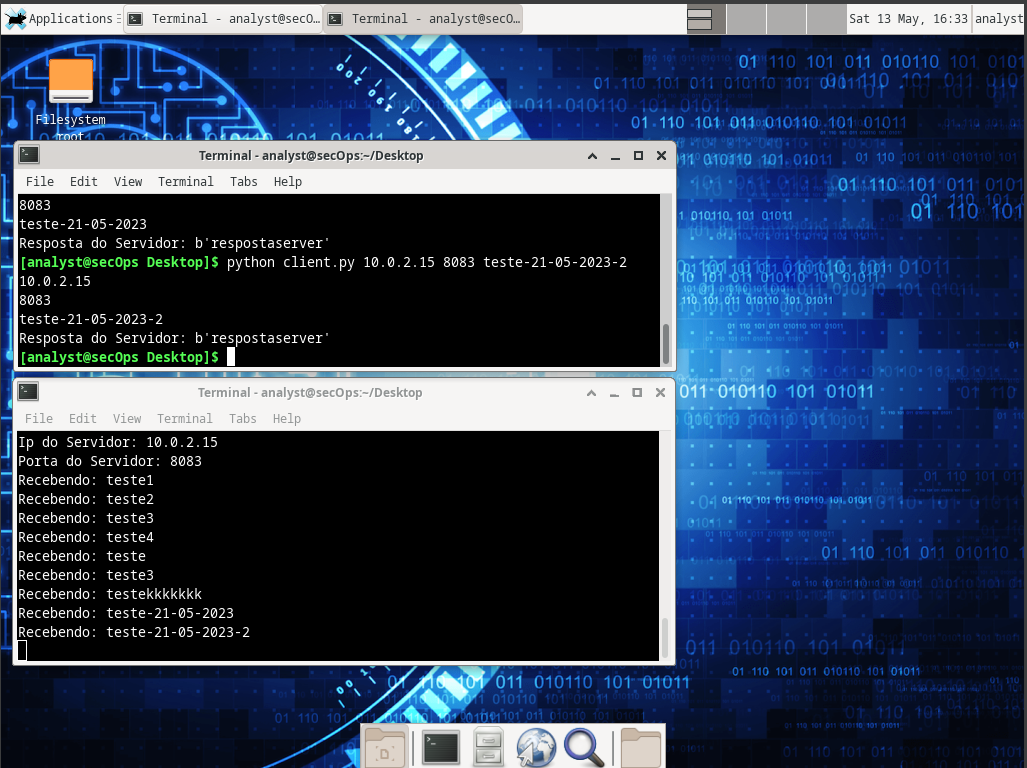 Applications
Terminal - analyst@secO...
Terminal - analyst@secO...
Sat 13 May, 16:33
analyst
Filesystem
root
Terminal - analyst@secOps:~/Desktop
File Edit View Terminal Tabs Help
8083
teste-21-05-2023
Resposta do Servidor: b'respostaserver'
[analyst@secOps Desktop]$ python client.py 10.0.2.15 8083 teste-21-05-2023-2
10.0.2.15
8083
teste-21-05-2023-2
Resposta do Servidor: b'respostaserver'
[analyst@secOps Desktop]$
Terminal - analyst@secOps:~/Desktop
File Edit View Terminal Tabs Help
Ip do Servidor: 10.0.2.15
Porta do Servidor: 8083
Recebendo: teste1
Recebendo: teste2
Recebendo: teste3
Recebendo: teste4
Recebendo: teste
Recebendo: teste3
Recebendo: testekkkkkkk
Recebendo: teste-21-05-2023
Recebendo: teste-21-05-2023-2